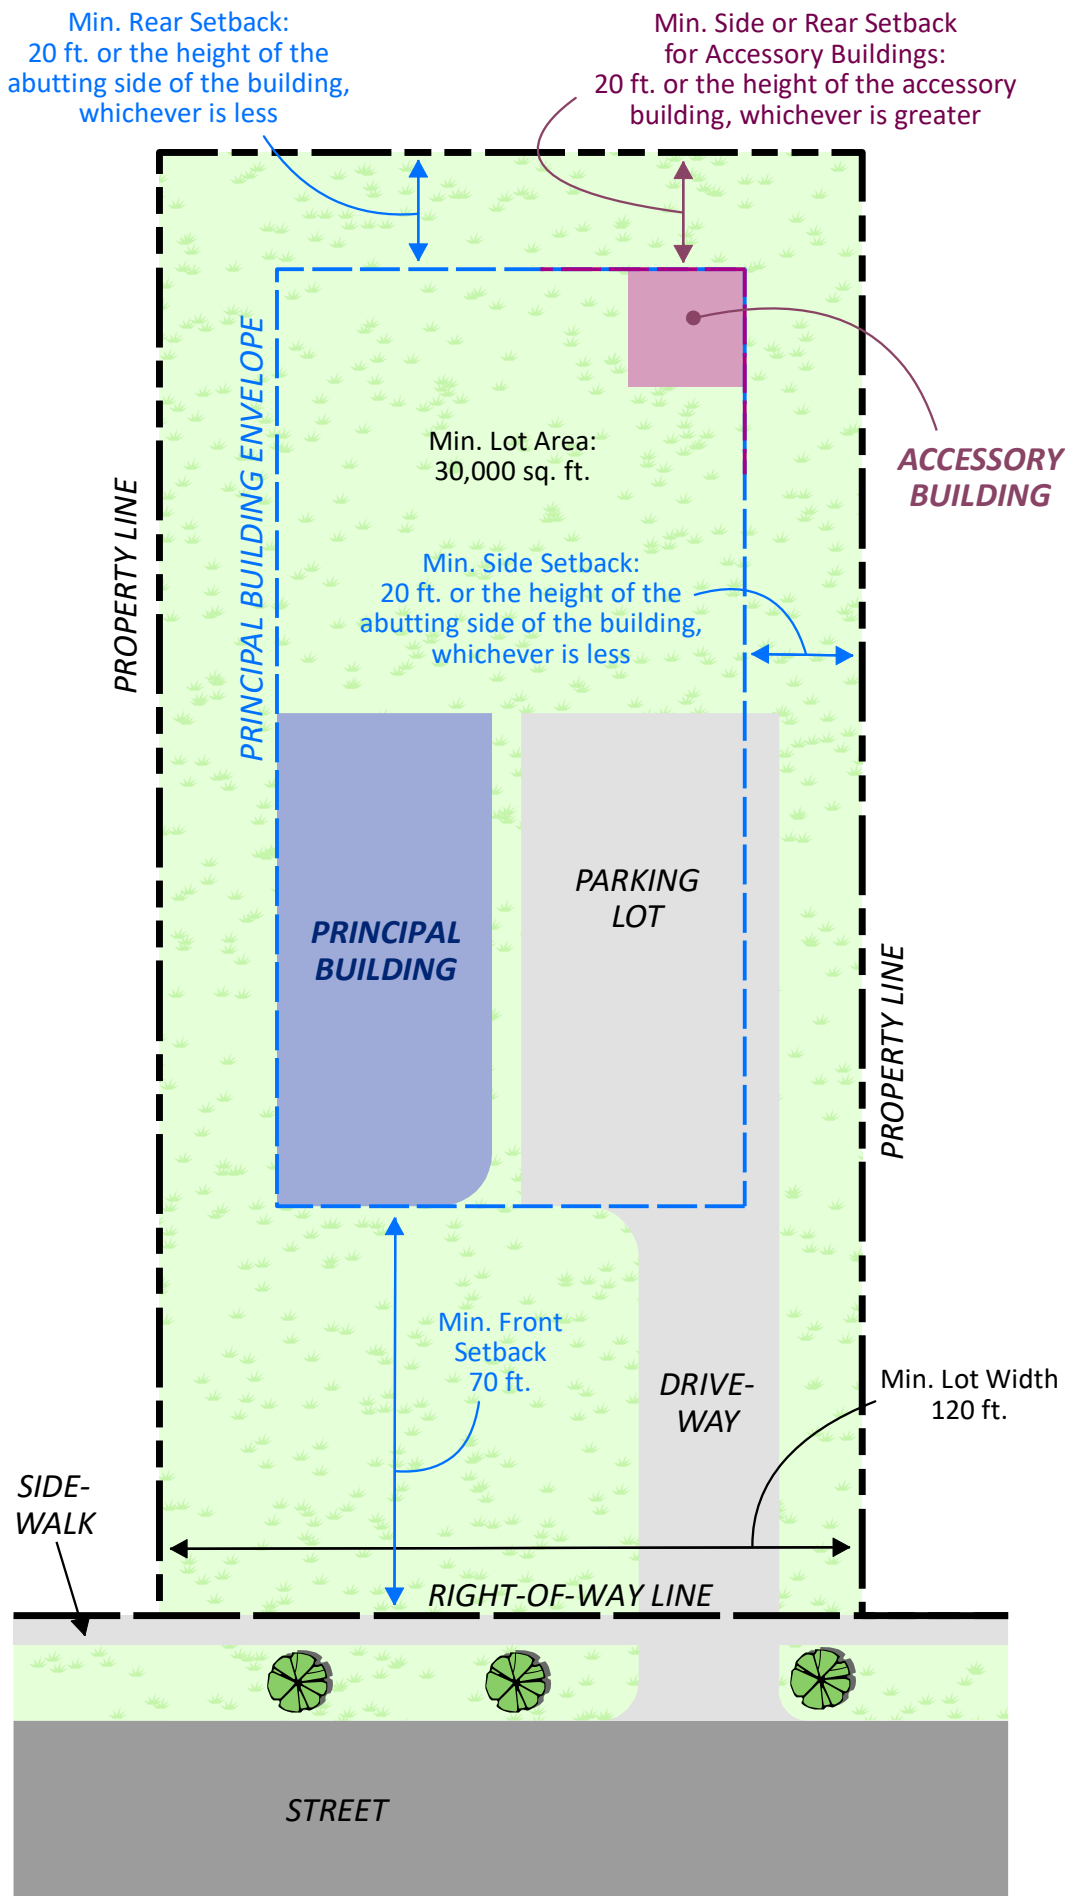 Min. Rear Setback:
20 ft. or the height of the
abutting side of the building,
whichever is less
Min. Side or Rear Setback
for Accessory Buildings:
20 ft. or the height of the accessory
building, whichever is greater
PRINCIPAL BUILDING ENVELOPE
Min. Lot Area:
30,000 sq. ft.
ACCESSORY
BUILDING
PROPERTY LINE
Min. Side Setback:
20 ft. or the height of the
abutting side of the building,
whichever is less
PARKING
LOT
PRINCIPAL
BUILDING
PROPERTY LINE
Min. Front
Setback
70 ft.
DRIVE-
WAY
Min. Lot Width
120 ft.
SIDE-
WALK
RIGHT-OF-WAY LINE
STREET